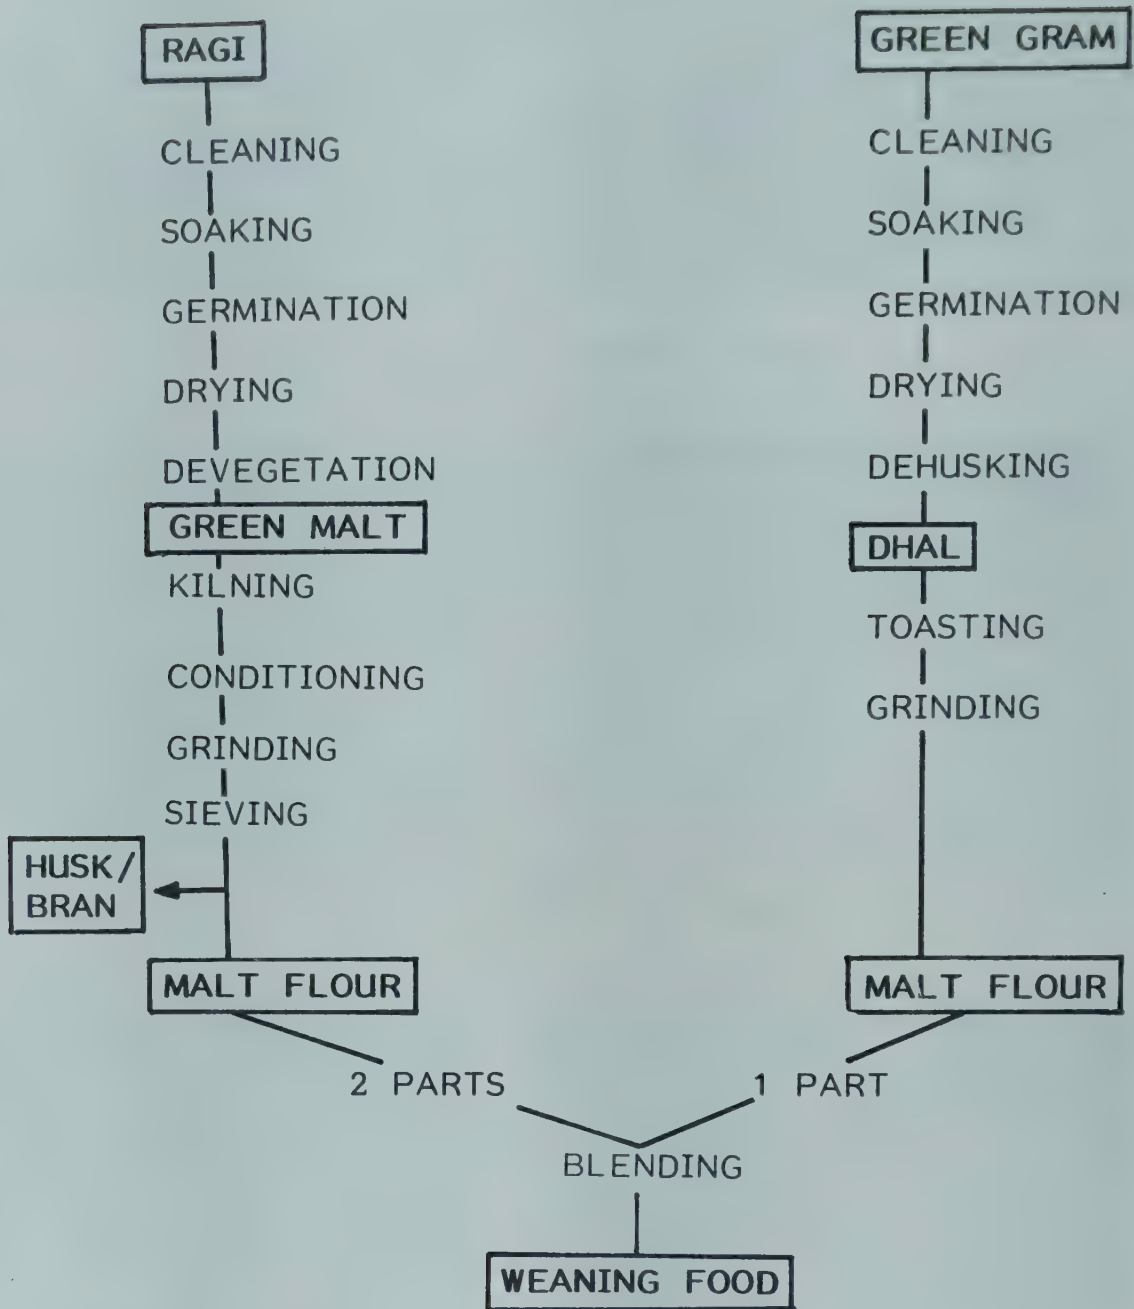 RAGI
CLEANING
SOAKING
GERMINATION
DRYING
DEVEGETATION
GREEN MALT
KILNING
CONDITIONING
GRINDING
SIEVING
HUSK/
BRAN
MALT FLOUR
2 PARTS
GREEN GRAM
CLEANING
SOAKING
GERMINATION
DRYING
DEHUSKING
DHAL
TOASTING
GRINDING
MALT FLOUR
1 PART
BLENDING
WEANING FOOD